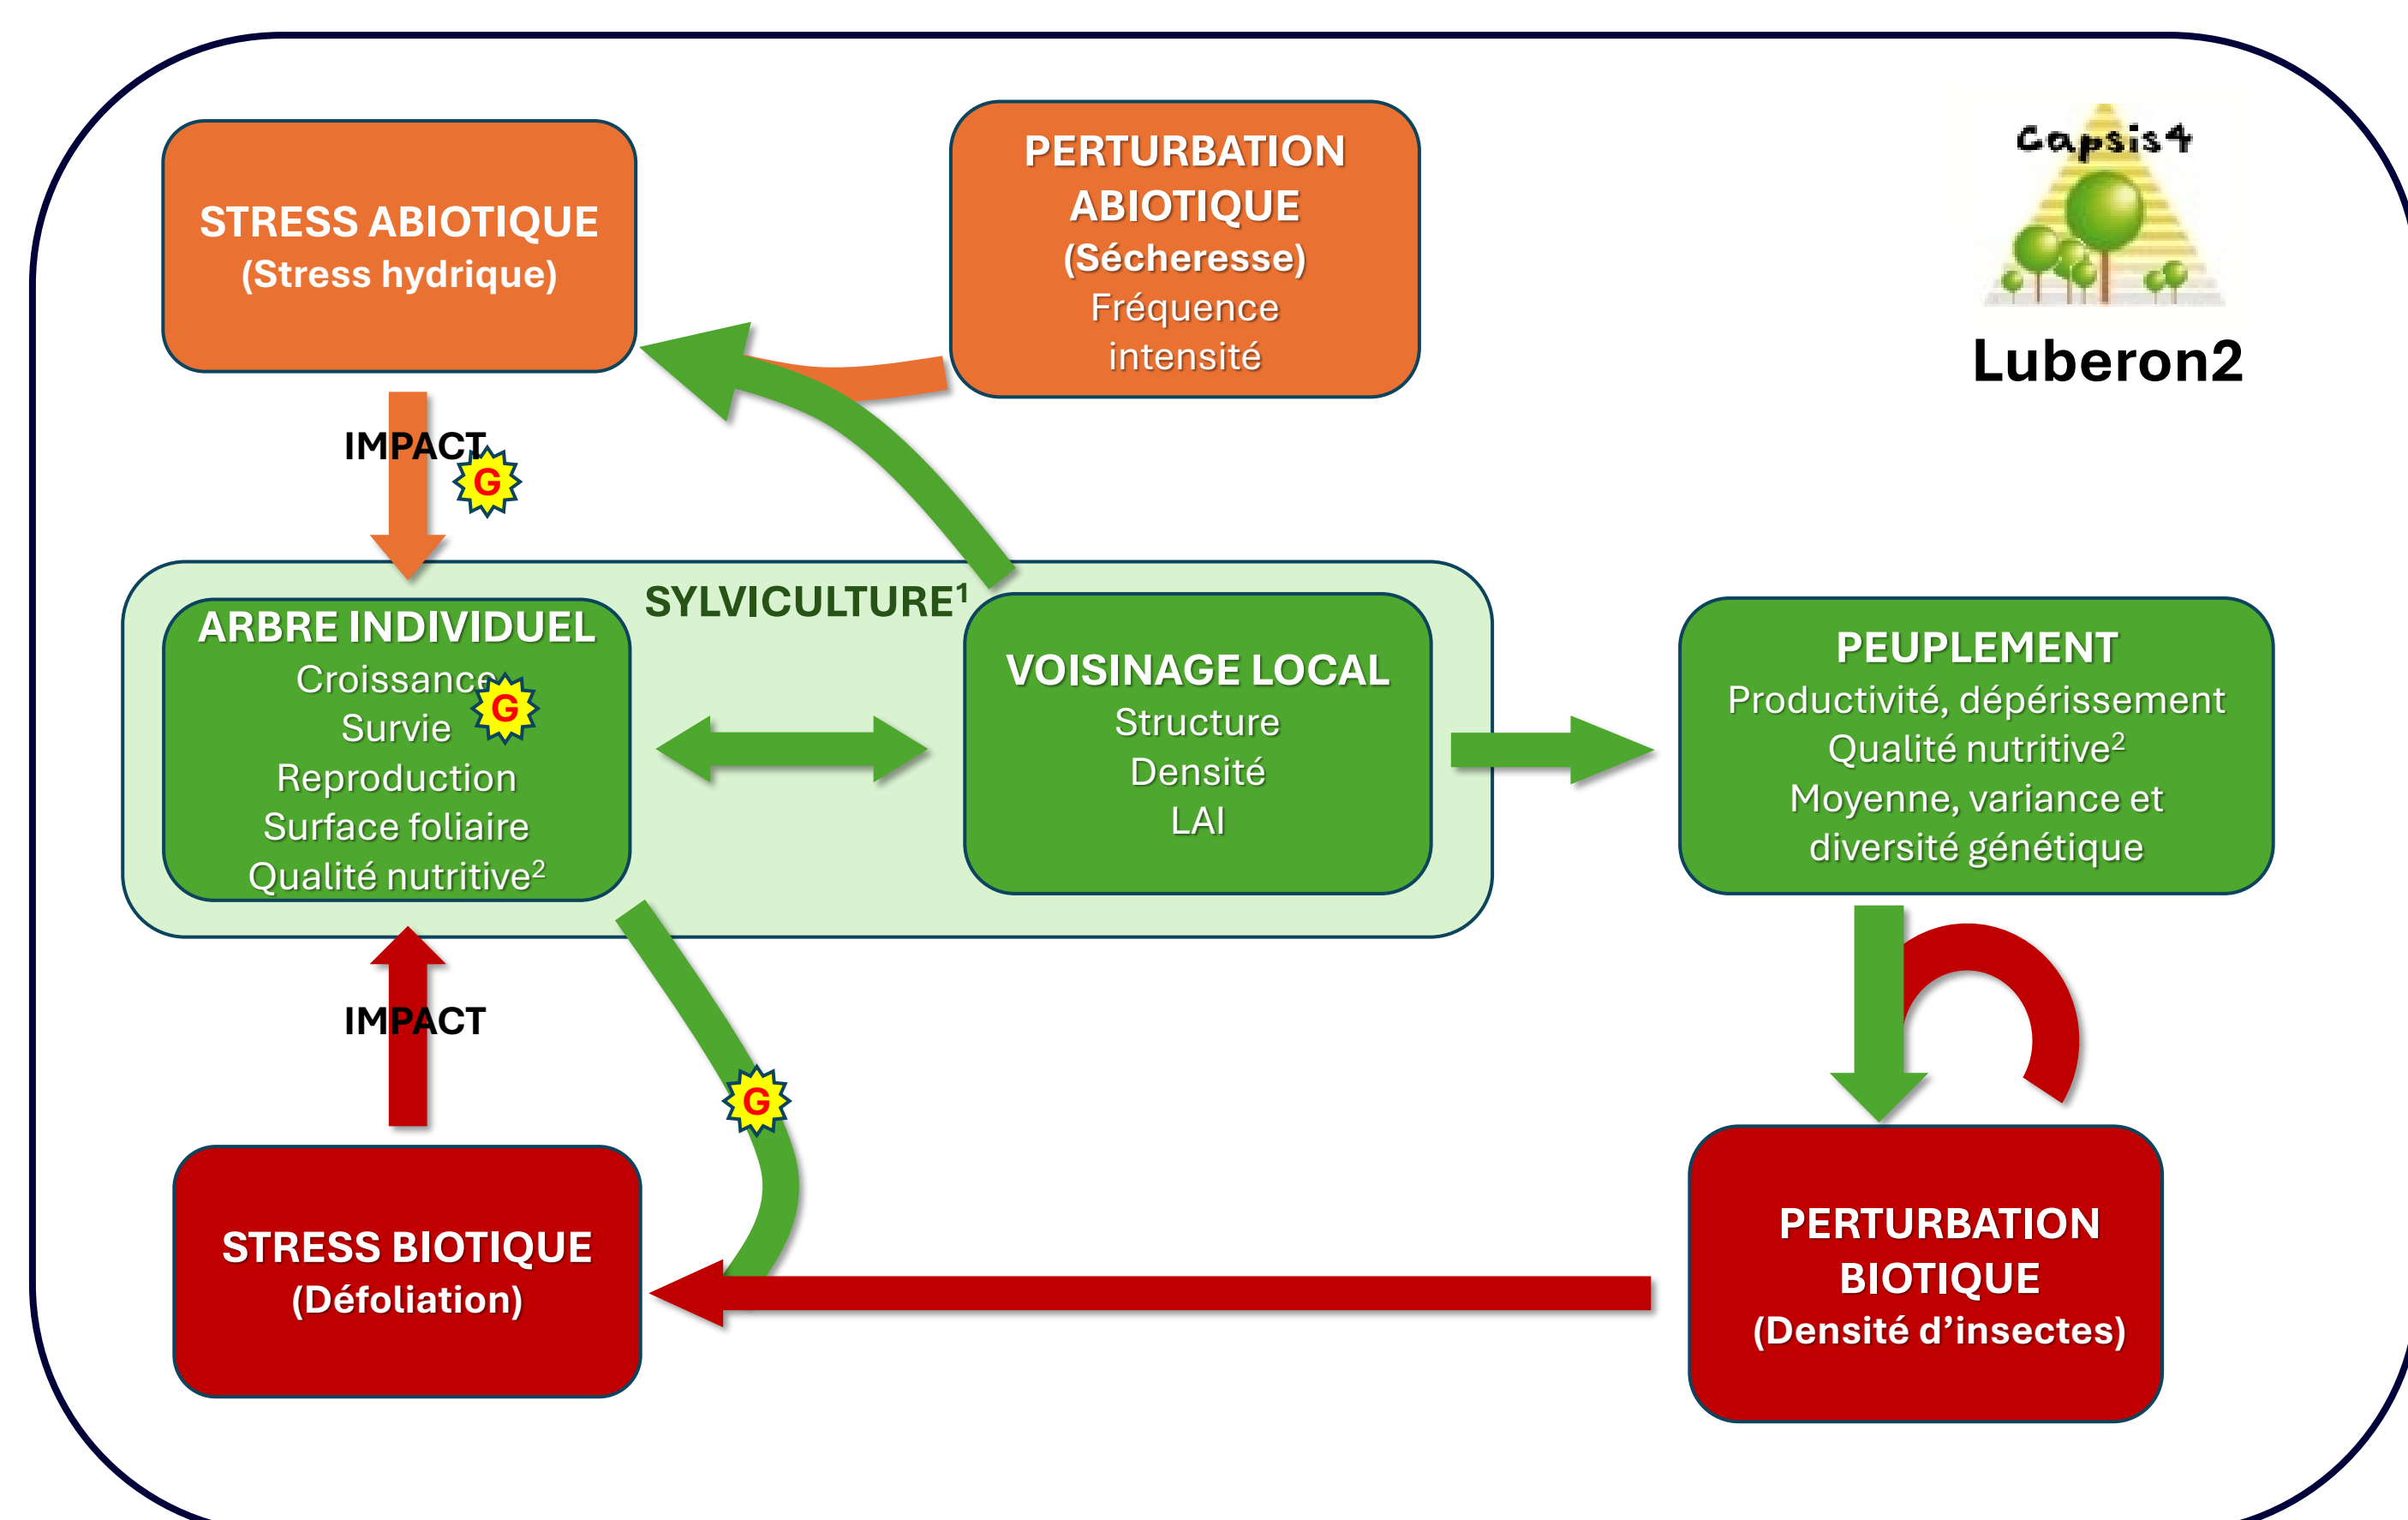 capsis4
Luberon2
STRESS ABIOTIQUE
(Stress hydrique)
PERTURBATION
ABIOTIQUE
(Sécheresse)
Fréquence
intensité
IMPACT
G
SYLVICULTURE¹
ARBRE INDIVIDUEL
Croissance
G
Survie
Reproduction
Surface foliaire
Qualité nutritive²
VOISINAGE LOCAL
Structure
Densité
LAI
PEUPLEMENT
Productivité, dépérissement
Qualité nutritive²
Moyenne, variance et
diversité génétique
IMPACT
G
STRESS BIOTIQUE
(Défoliation)
PERTURBATION
BIOTIQUE
(Densité d’insectes)